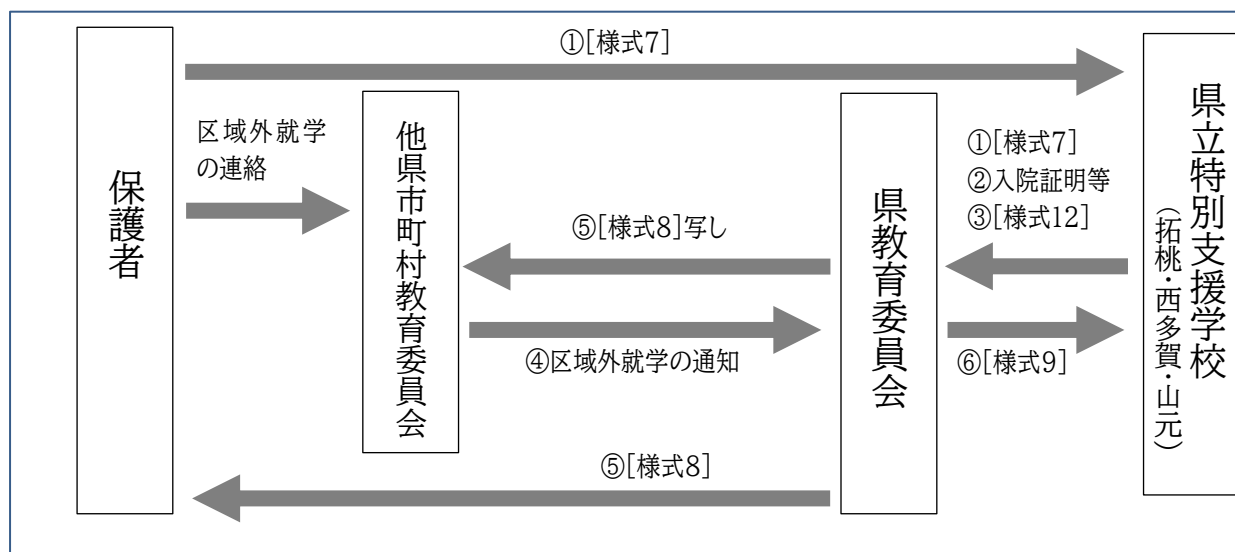 ①[様式7]
保護者
区域外就学
の連絡
他県市町村教育委員会
⑤[様式8]写し
④区域外就学の通知
県教育委員会
①[様式7]
②入院証明等
③[様式12]
⑥[様式9]
県立特別支援学校
（拓桃・西多賀・山元）
⑤[様式8]